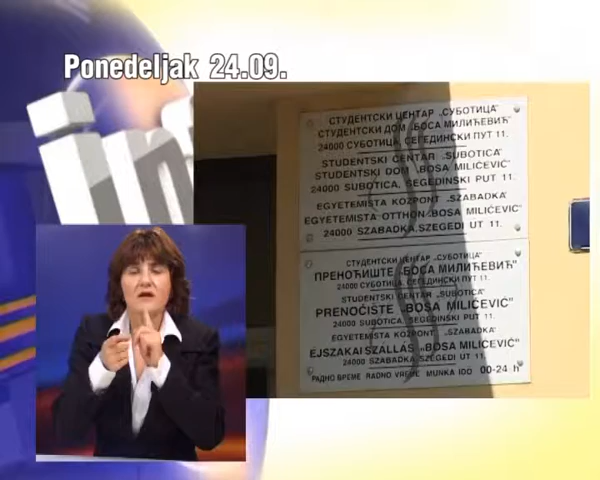 Ponedeljak 24.09.
inf
СТУДЕНТСКИ ЦЕНТАР „СУБОТИЦА"
СТУДЕНТСКИ ДОМ „БОСА МИЛИЋЕВИЋ"
24000 СУБОТИЦА, СЕГЕДИНСКИ ПУТ 11.
STUDENTSKI CENTAR „SUBOTICA"
STUDENTSKI DOM „BOSA MILIĆEVIĆ"
24000 SUBOTICA, SEGEDINSKI PUT 11.
EGYETEMISTA KÖZPONT „SZABADKA"
EGYETEMISTA OTTHON „BOSA MILIĆEVIĆ"
24000 SZABADKA, SZEGEDI ÚT 11.
СТУДЕНТСКИ ЦЕНТАР „СУБОТИЦА"
ПРЕНОЋИШТЕ „БОСА МИЛИЋЕВИЋ"
24000 СУБОТИЦА, СЕГЕДИНСКИ ПУТ 11.
STUDENTSKI CENTAR „SUBOTICA"
PRENOĆIŠTE „BOSA MILIĆEVIĆ"
24000 SUBOTICA, SEGEDINSKI PUT 11.
EGYETEMISTA KÖZPONT „SZABADKA"
ÉJSZAKAI SZÁLLÁS „BOSA MILIĆEVIĆ"
24000 SZABADKA, SZEGEDI ÚT 11.
РАДНО ВРЕМЕ RADNO VREME MUNKA IDŐ 00-24 h